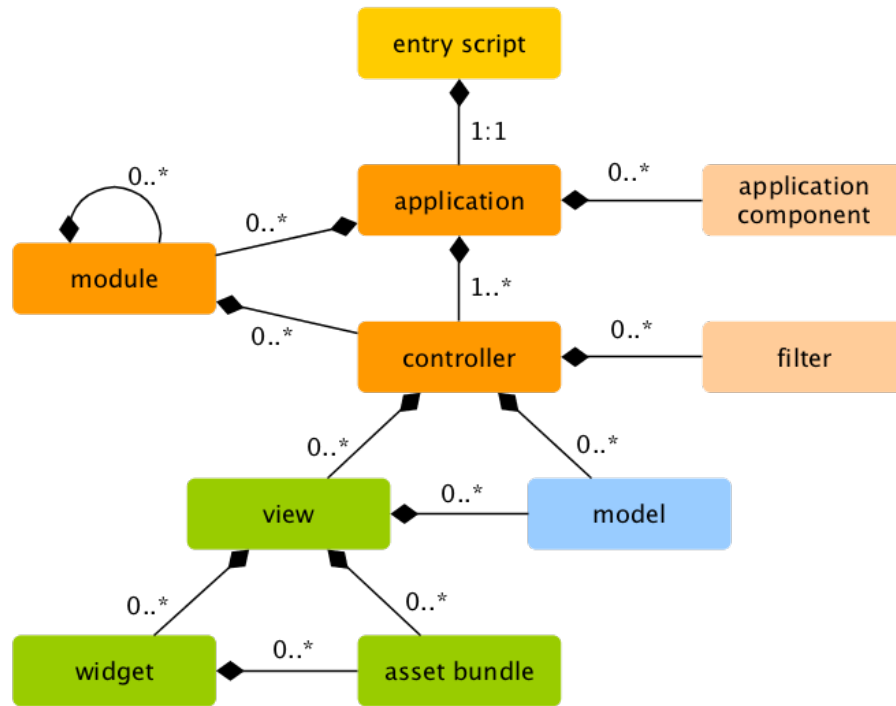 entry script
1:1
0..*
0..*
application
application
component
0..*
module
1..*
0..*
0..*
controller
filter
0..*
0..*
0..*
view
model
0..*
0..*
0..*
widget
asset bundle